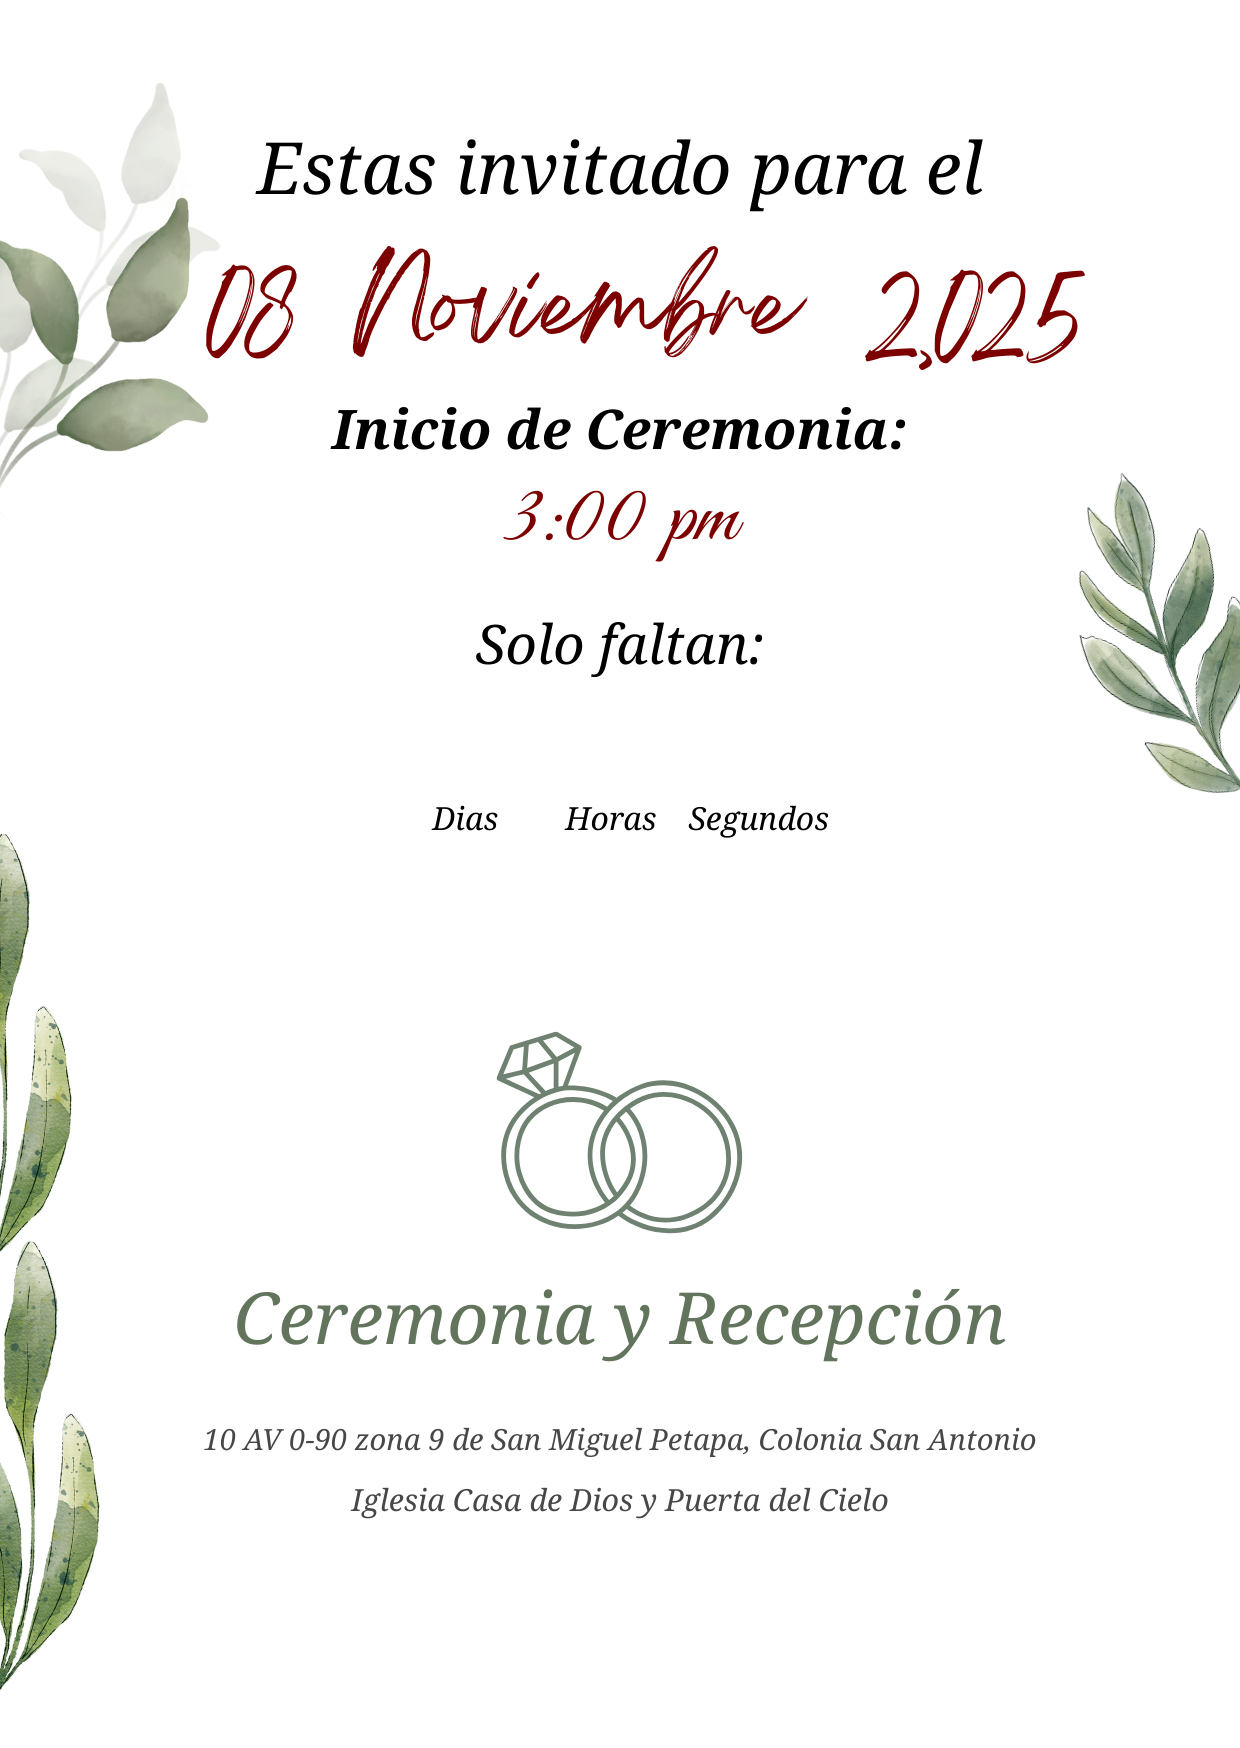 Estas invitado para el
08 Noviembre 2,025
Inicio de Ceremonia:
3:00 pm
Solo faltan:
Dias Horas Segundos
Ceremonia y Recepción
10 AV 0-90 zona 9 de San Miguel Petapa, Colonia San Antonio
Iglesia Casa de Dios y Puerta del Cielo